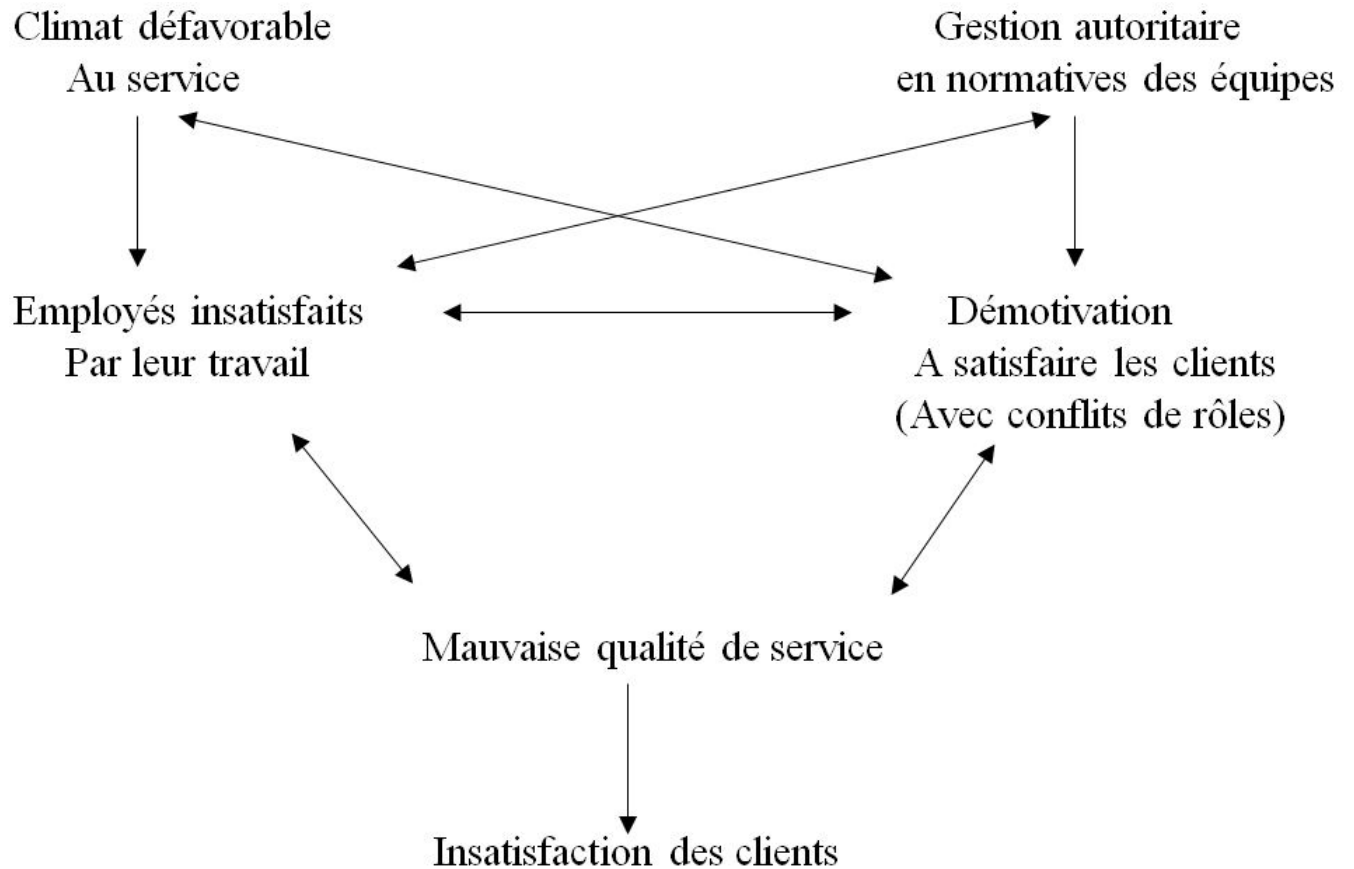 Climat défavorable
Au service
Gestion autoritaire
en normatives des équipes
Employés insatisfaits
Par leur travail
Démotivation
A satisfaire les clients
(Avec conflits de rôles)
Mauvaise qualité de service
Insatisfaction des clients